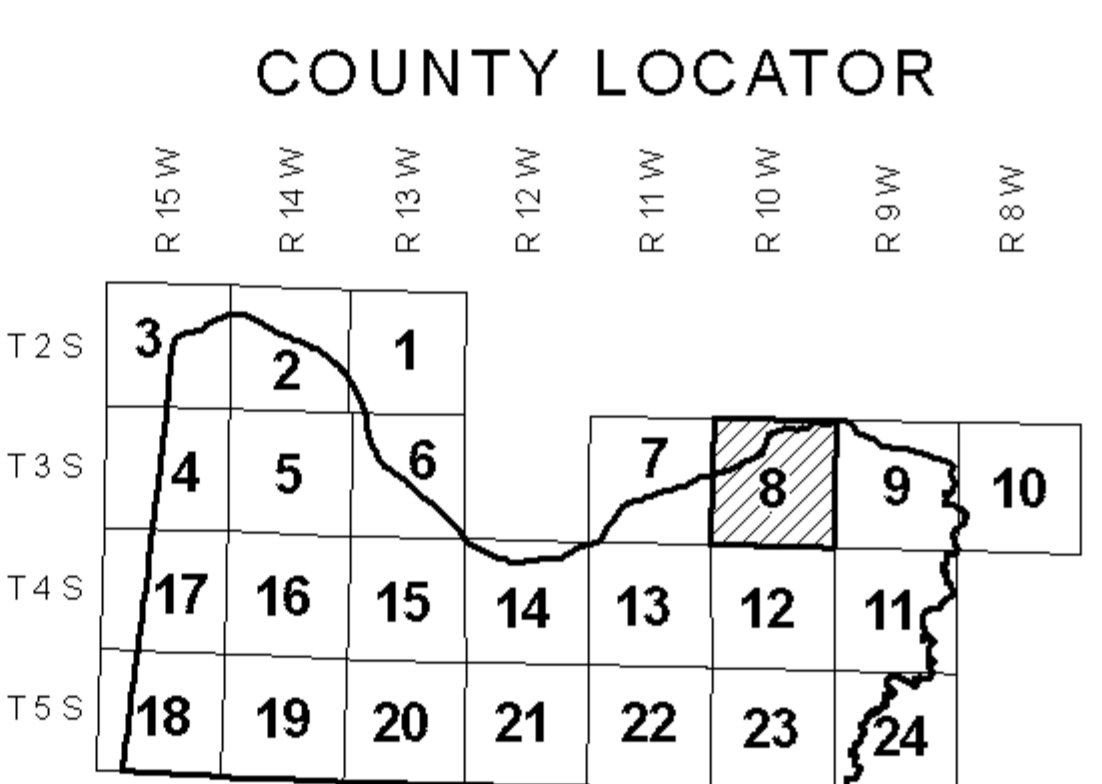 COUNTY LOCATOR
R 15 W R 14 W R 13 W R 12 W R 11 W R 10 W R 9 W R 8 W
T 2 S 3 2 1
T 3 S 4 5 6 7 8 9 10
T 4 S 17 16 15 14 13 12 11
T 5 S 18 19 20 21 22 23 24